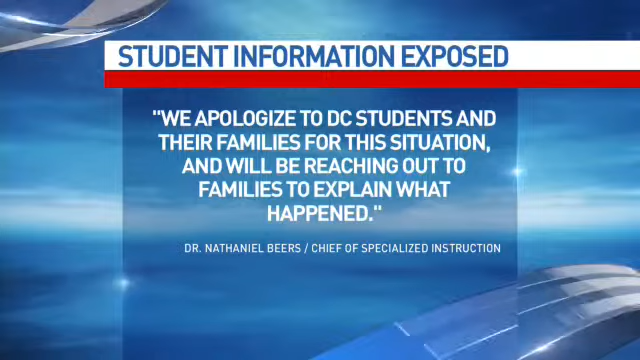 STUDENT INFORMATION EXPOSED
"WE APOLOGIZE TO DC STUDENTS AND
THEIR FAMILIES FOR THIS SITUATION,
AND WILL BE REACHING OUT TO
FAMILIES TO EXPLAIN WHAT
HAPPENED."
DR. NATHANIEL BEERS / CHIEF OF SPECIALIZED INSTRUCTION